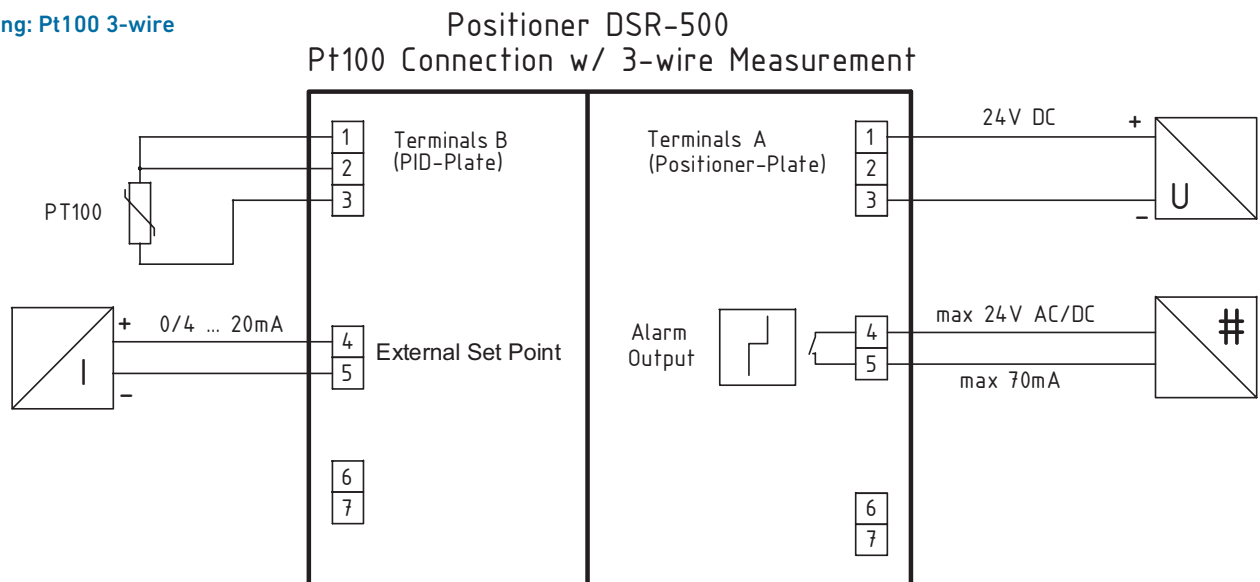 ng: Pt100 3-wire
Positioner DSR-500
Pt100 Connection w/ 3-wire Measurement
1
2
3
Terminals B
(PID-Plate)
PT100
+ 0/4 ... 20mA
-
I
4
5
External Set Point
6
7
Terminals A
(Positioner-Plate)
1
2
3
24V DC +
-
U
Alarm
Output
4
5
max 24V AC/DC
max 70mA
#
6
7